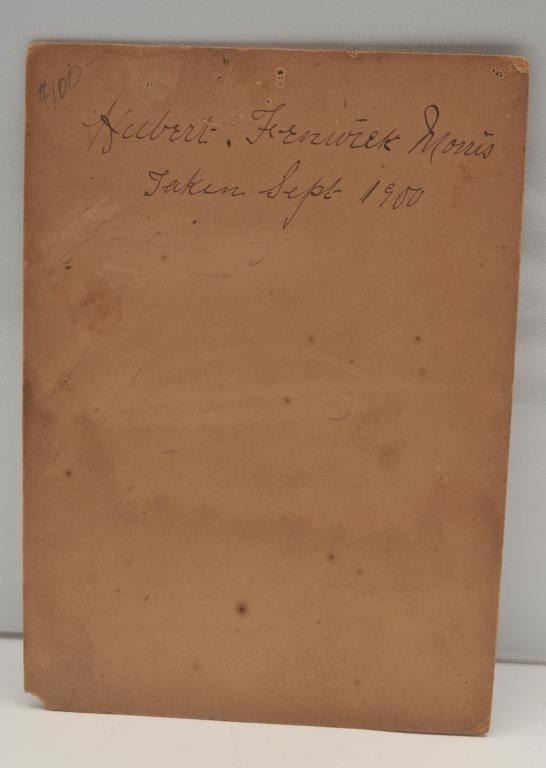 $100
Hubert. Fenwick Morris
Taken Sept 1900